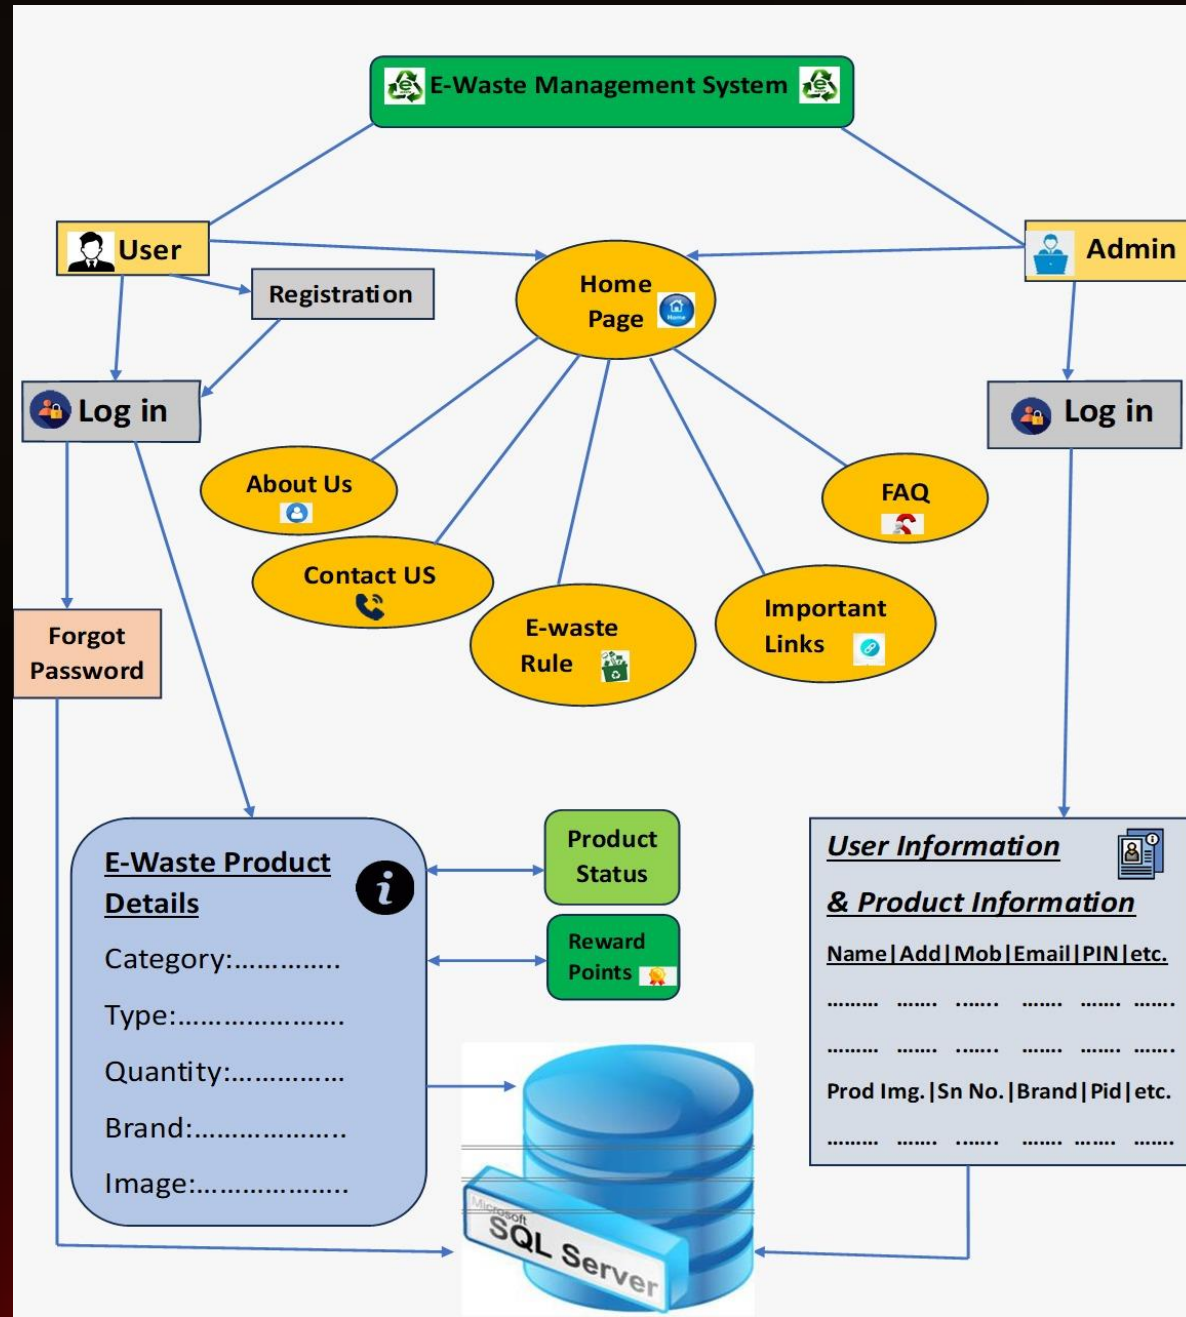 E-Waste Management System
User
Admin
Registration
Home
Page
Home
Log in
Log in
About Us
FAQ
Contact US
E-waste
Rule
Important
Links
Forgot
Password
E-Waste Product
Details
Category:.............
Type:......................
Quantity:...............
Brand:....................
Image:....................
Product
Status
Reward
Points
User Information
& Product Information
Name|Add|Mob|Email|PIN|etc.
......... ....... ....... ....... ....... .......
......... ....... ....... ....... ....... .......
Prod Img.|Sn No.|Brand|Pid|etc.
......... ....... ....... ....... ....... .......
Microsoft
SQL Server